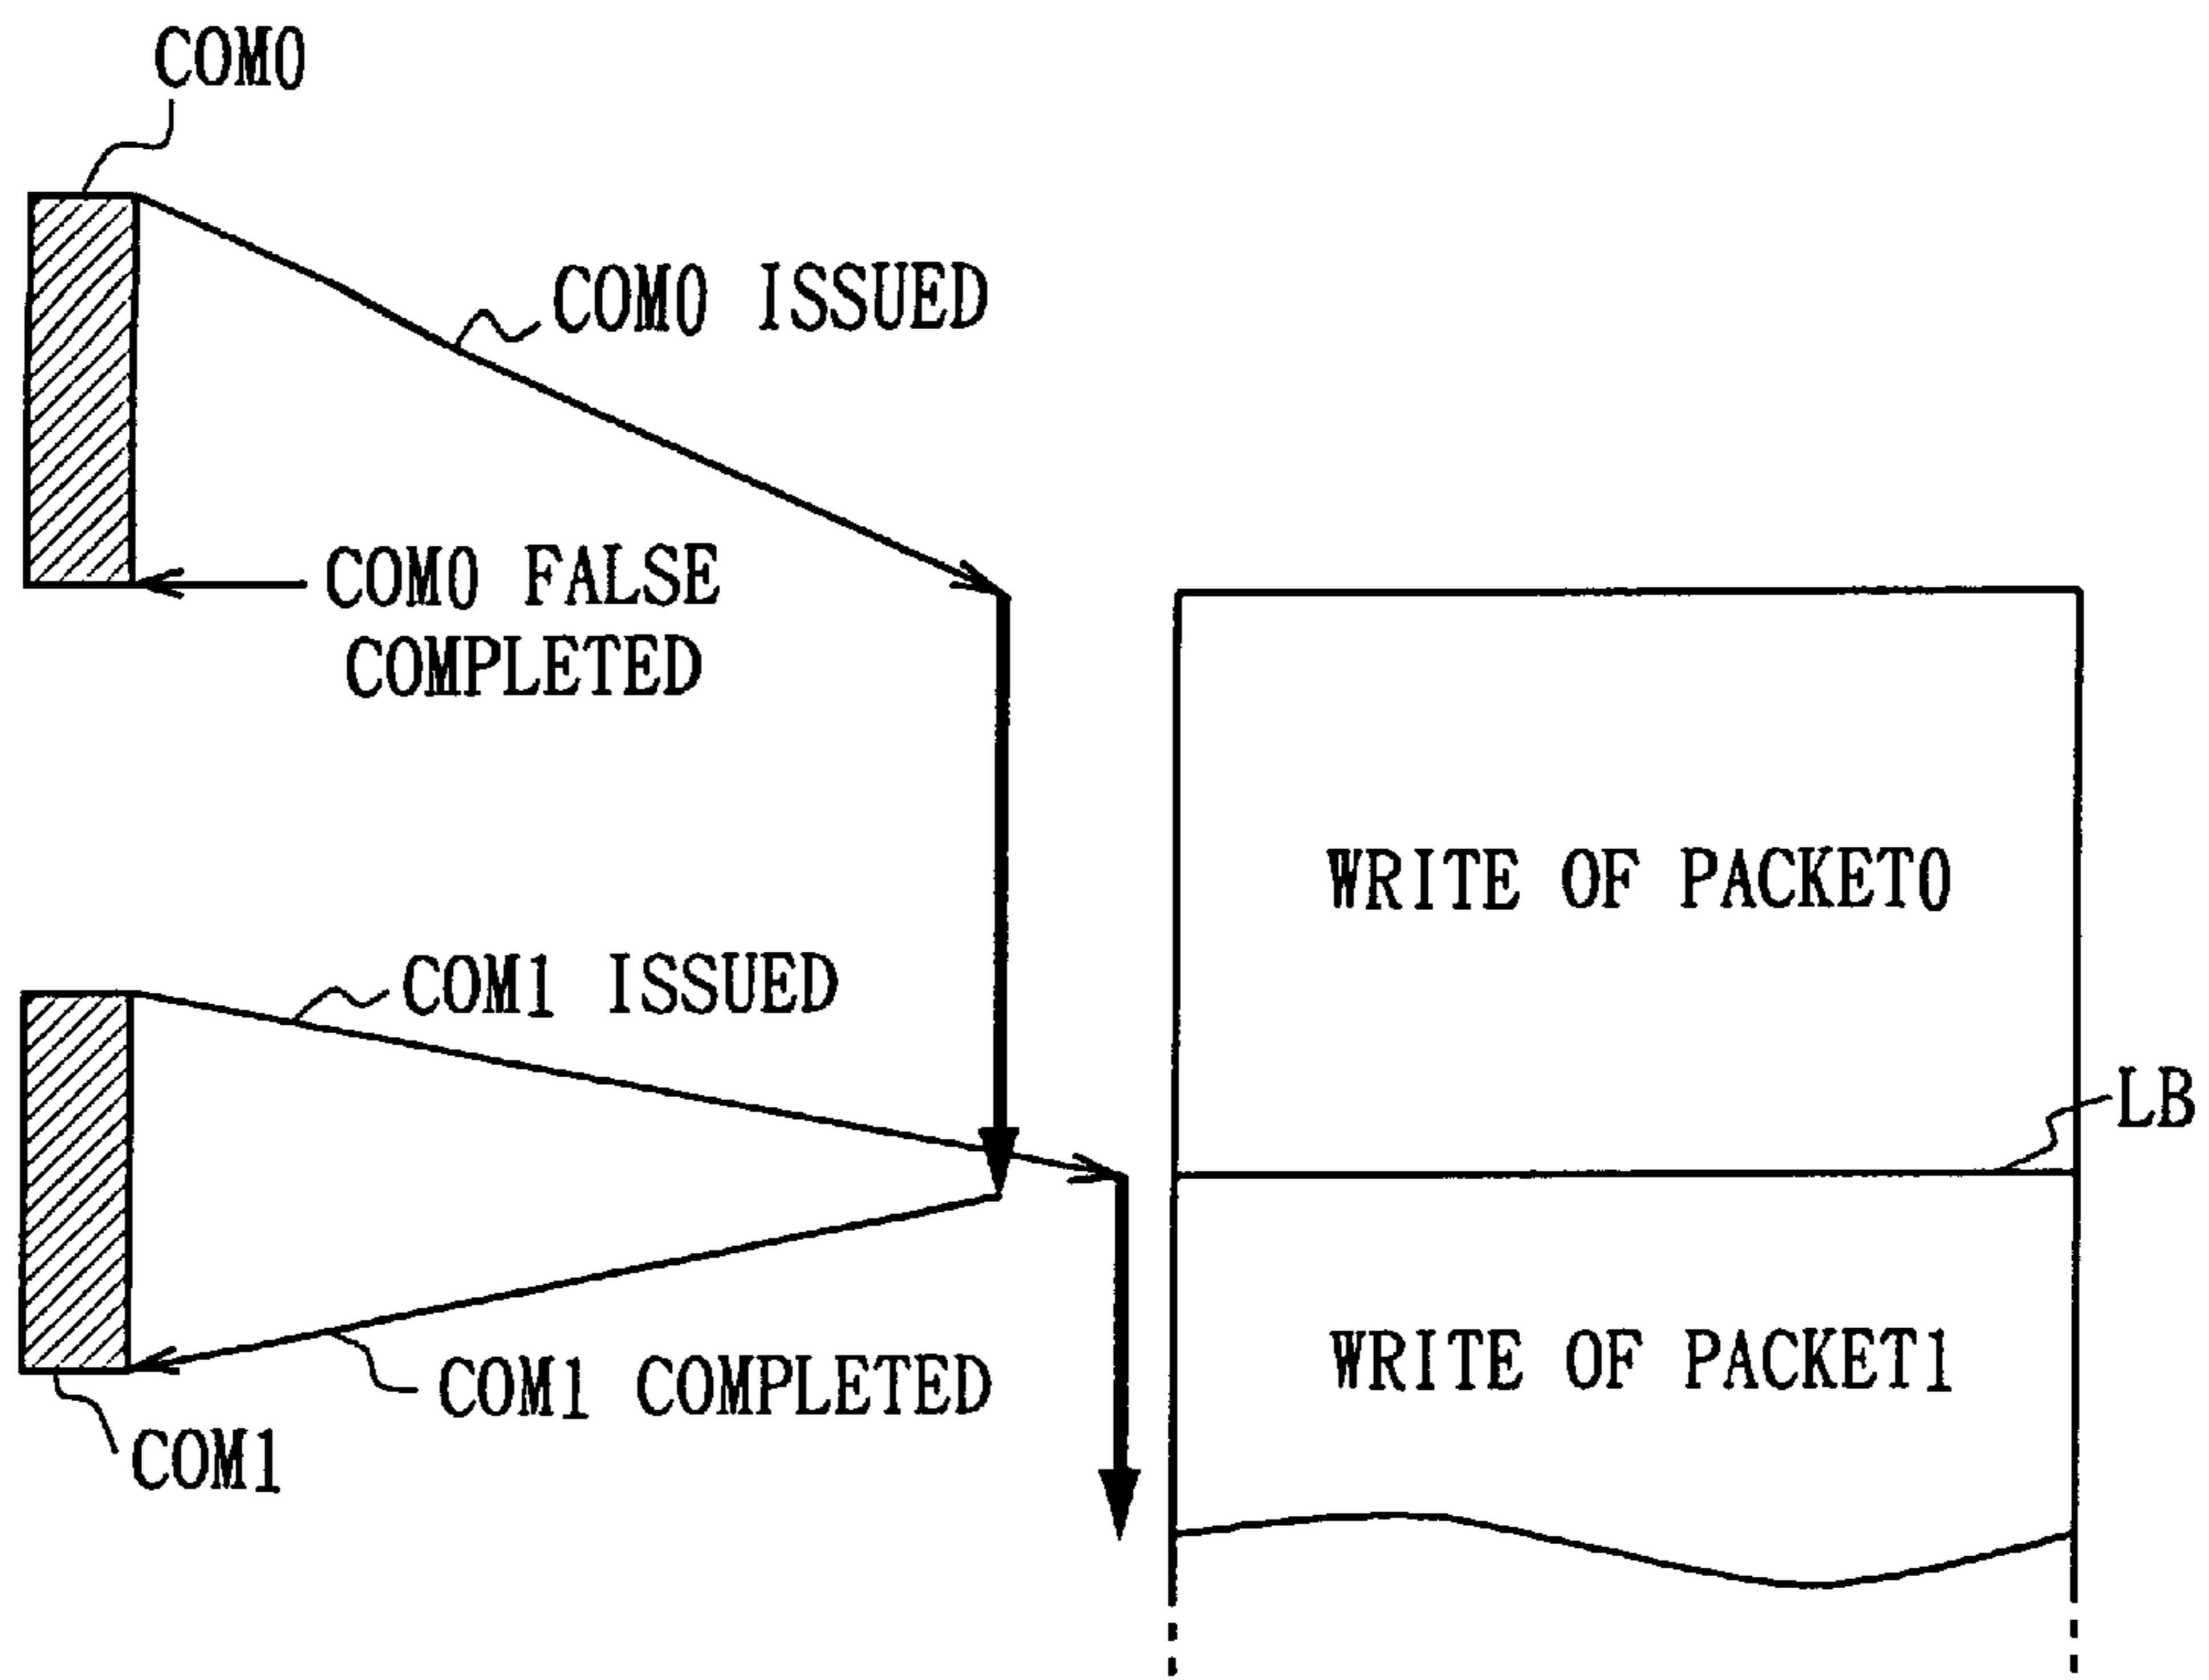 COM0
COM0 ISSUED
COM0 FALSE
COMPLETED
WRITE OF PACKET0
COM1 ISSUED
LB
WRITE OF PACKET1
COM1 COMPLETED
COM1